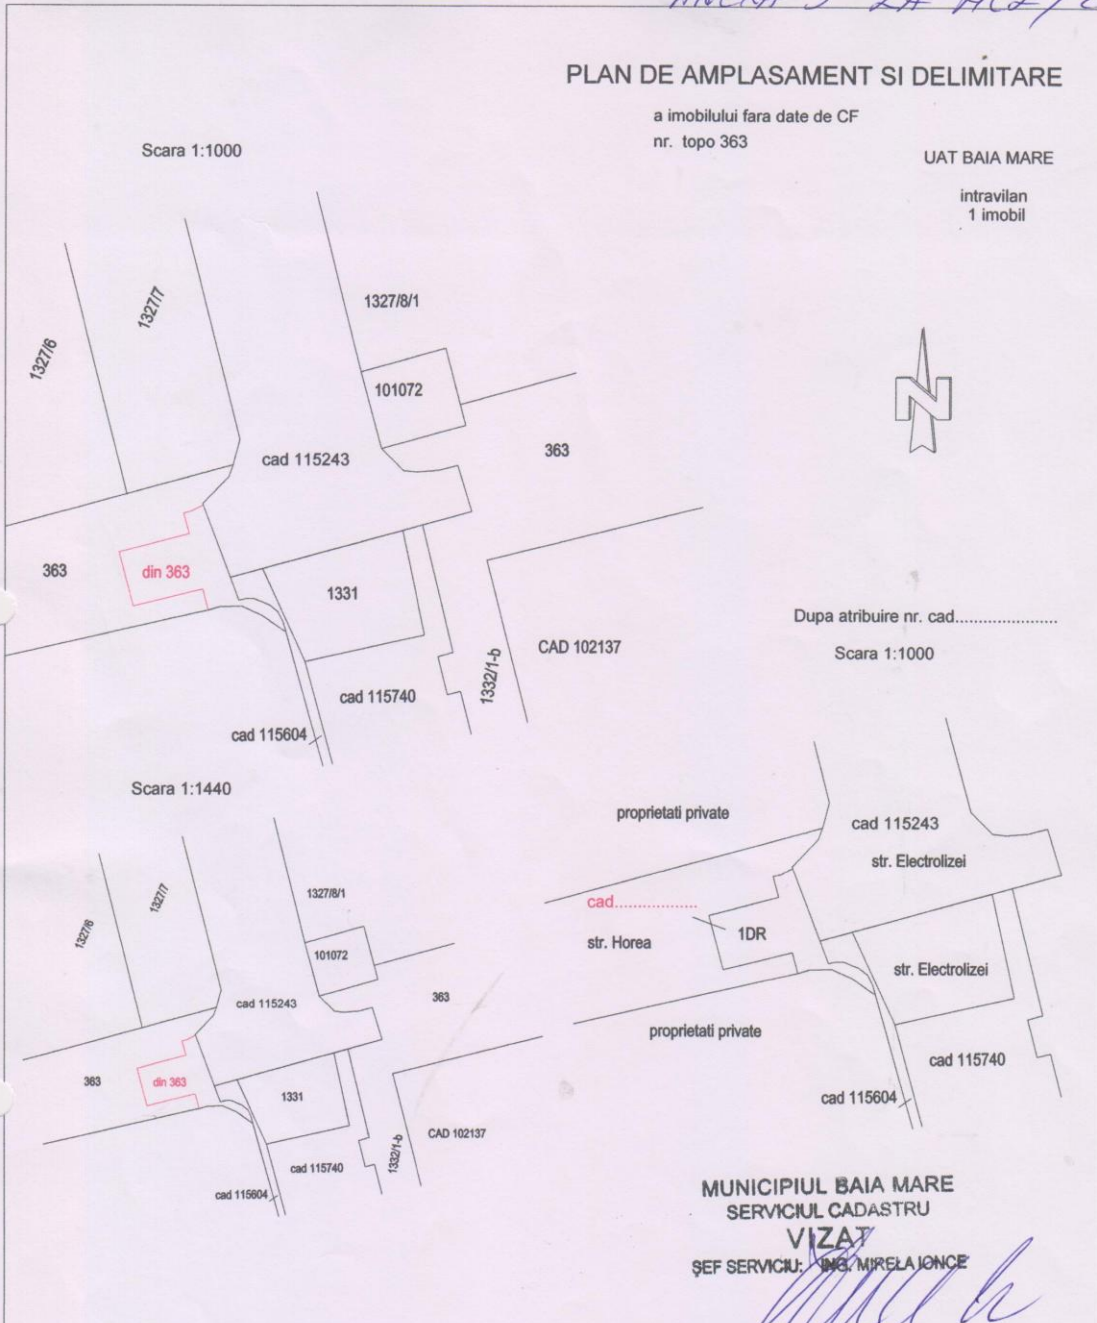 PLAN DE AMPLASAMENT SI DELIMITARE
a imobilului fara date de CF
nr. topo 363
UAT BAIA MARE
intravilan
1 imobil
Scara 1:1000
1327/8/1
1327/7
1327/6
101072
cad 115243
363
363
din 363
1331
CAD 102137
1332/1-b
cad 115740
cad 115604
N
Dupa atribuire nr. cad......................
Scara 1:1000
proprietati private
cad 115243
str. Electrolizei
cad..................
1DR
str. Horea
str. Electrolizei
proprietati private
cad 115740
cad 115604
Scara 1:1440
1327/8/1
1327/7
1327/6
101072
cad 115243
363
363
din 363
1331
CAD 102137
1332/1-b
cad 115740
cad 115604
MUNICIPIUL BAIA MARE
SERVICIUL CADASTRU
VIZAT
ŞEF SERVICIU: ING. MIRELA IONCE